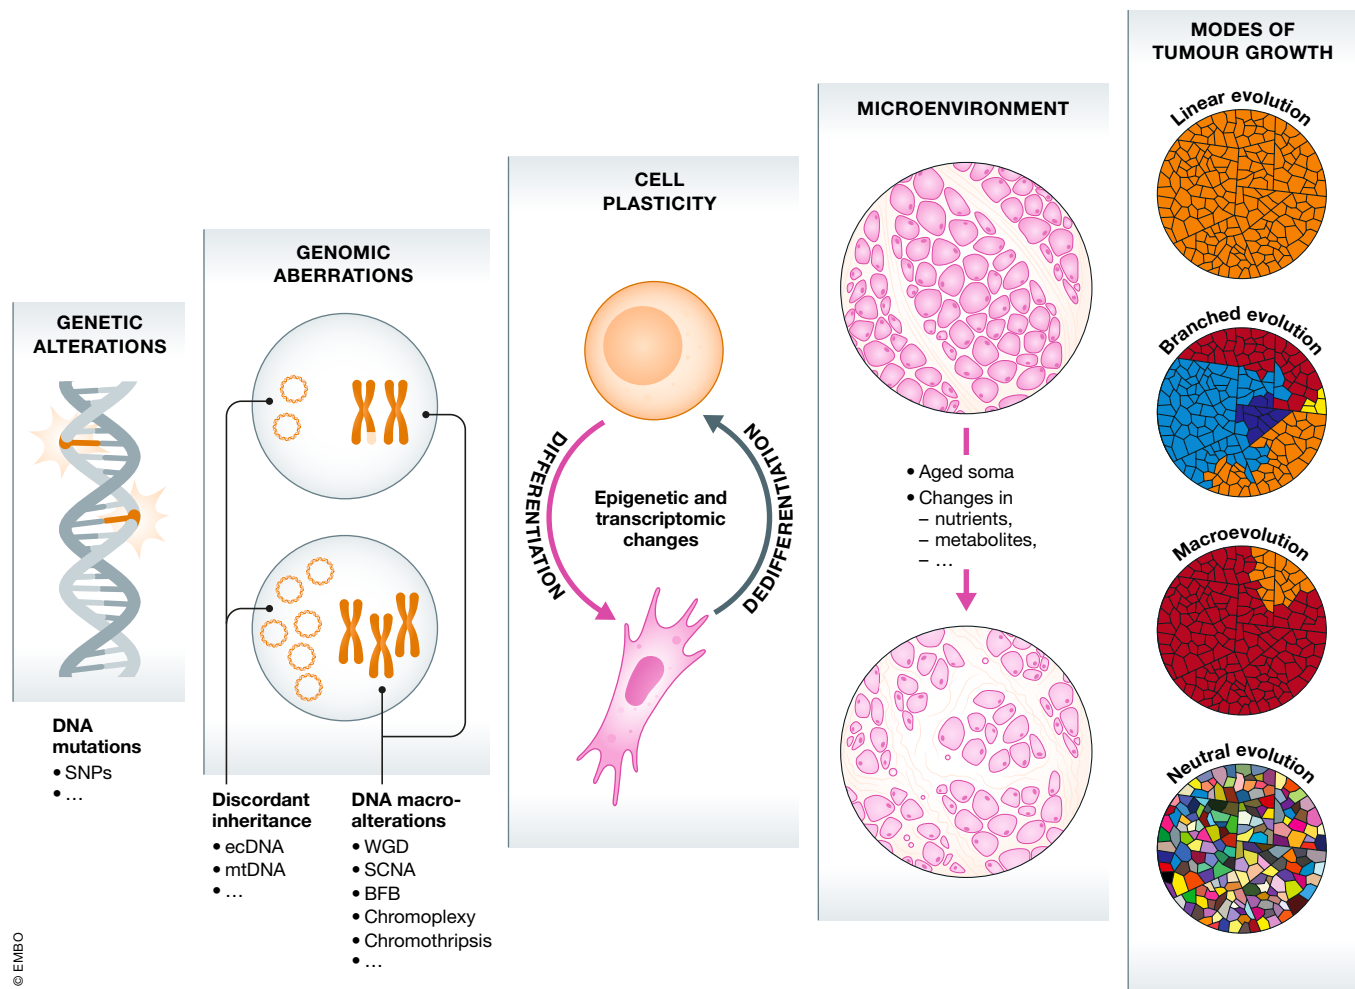 GENETIC
ALTERATIONS
DNA
mutations
• SNPs
• …
GENOMIC
ABERRATIONS
Discordant
inheritance
• ecDNA
• mtDNA
• …
DNA macro-
alterations
• WGD
• SCNA
• BFB
• Chromoplexy
• Chromothripsis
• …
CELL
PLASTICITY
DIFFERENTIATION
Epigenetic and
transcriptomic
changes
DEDIFFERENTIATION
MICROENVIRONMENT
• Aged soma
• Changes in
– nutrients,
– metabolites,
– …
MODES OF
TUMOUR GROWTH
Linear evolution
Branched evolution
Macroevolution
Neutral evolution
© EMBO